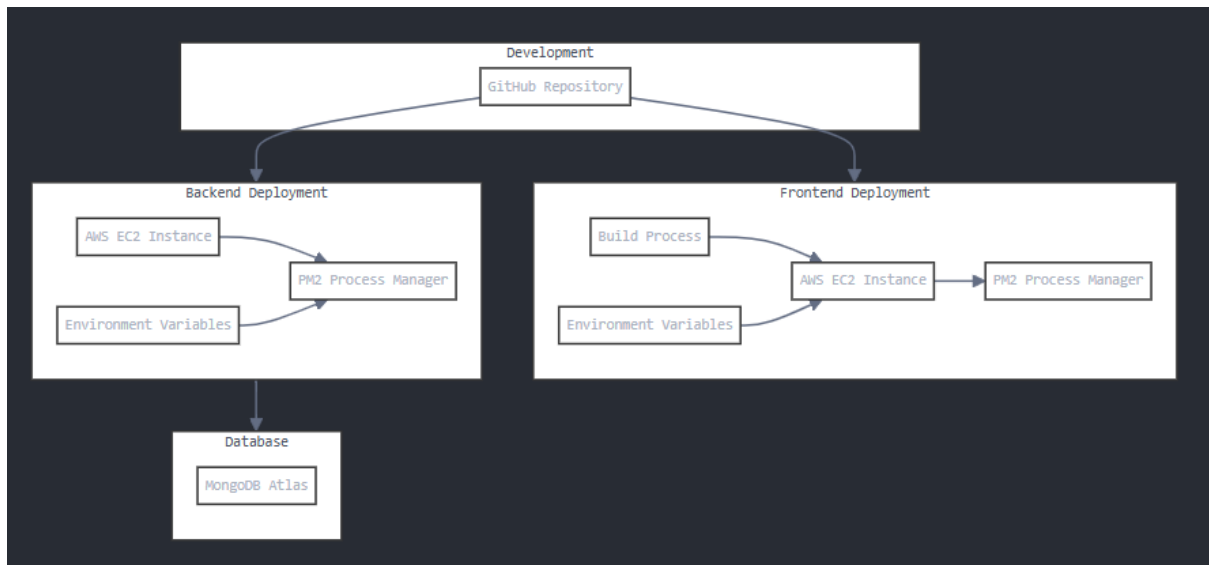 Development
GitHub Repository
Backend Deployment
AWS EC2 Instance
PM2 Process Manager
Environment Variables
Frontend Deployment
Build Process
AWS EC2 Instance
PM2 Process Manager
Environment Variables
Database
MongoDB Atlas